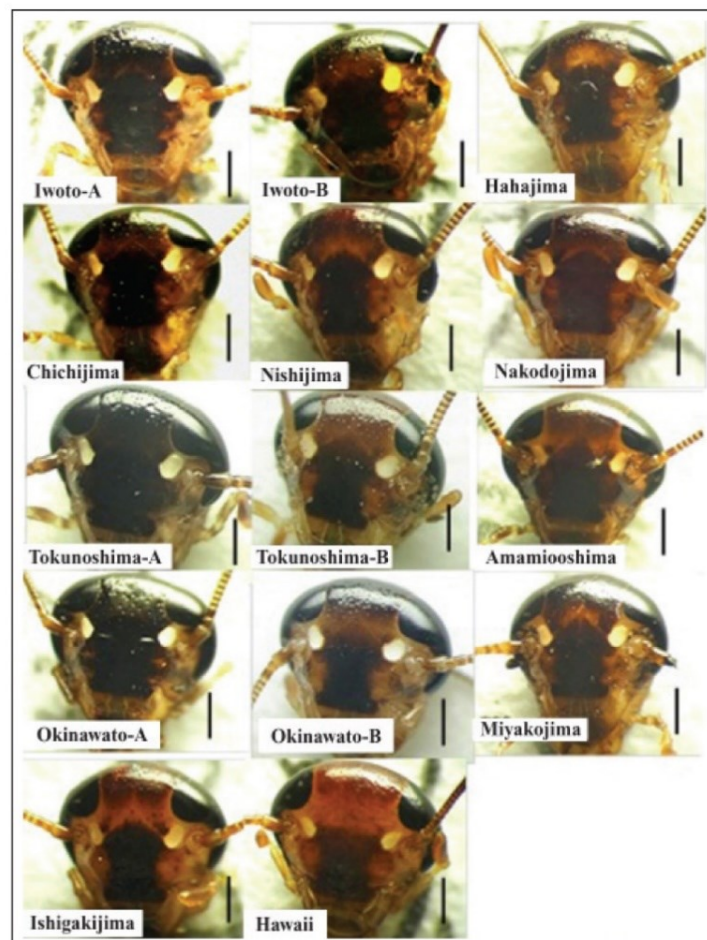 Iwoto-A
Iwoto-B
Hahajima
Chichijima
Nishijima
Nakodojima
Tokunoshima-A
Tokunoshima-B
Amamiooshima
Okinawato-A
Okinawato-B
Miyakojima
Ishigakijima
Hawaii